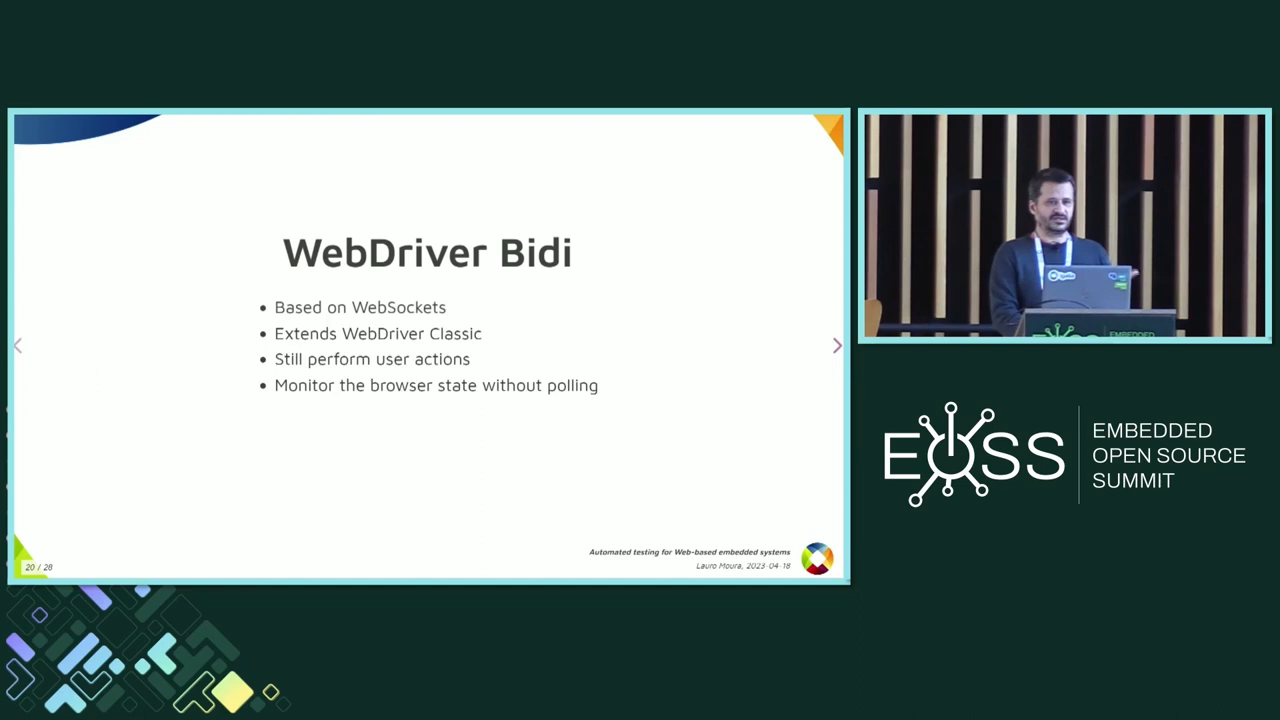 WebDriver Bidi
Based on WebSockets
Extends WebDriver Classic
Still perform user actions
Monitor the browser state without polling
Automated testing for Web-based embedded systems
Lauro Moura, 2023-04-18
20 / 28
EOSS
EMBEDDED
OPEN SOURCE
SUMMIT
EMBEDDED